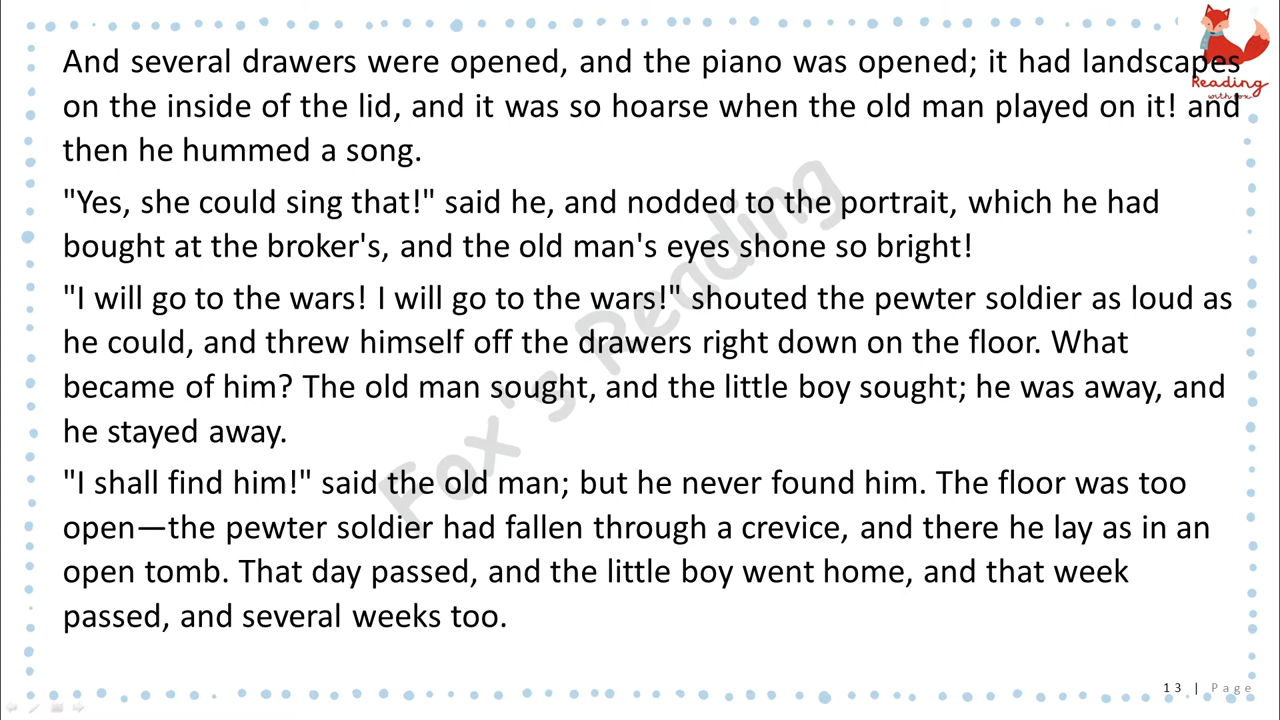 And several drawers were opened, and the piano was opened; it had landscapes
on the inside of the lid, and it was so hoarse when the old man played on it! and
then he hummed a song.
"Yes, she could sing that!" said he, and nodded to the portrait, which he had
bought at the broker's, and the old man's eyes shone so bright!
"I will go to the wars! I will go to the wars!" shouted the pewter soldier as loud as
he could, and threw himself off the drawers right down on the floor. What
became of him? The old man sought, and the little boy sought; he was away, and
he stayed away.
"I shall find him!" said the old man; but he never found him. The floor was too
open—the pewter soldier had fallen through a crevice, and there he lay as in an
open tomb. That day passed, and the little boy went home, and that week
passed, and several weeks too.
Reading
with fox
Fox's Reading
13 | Page